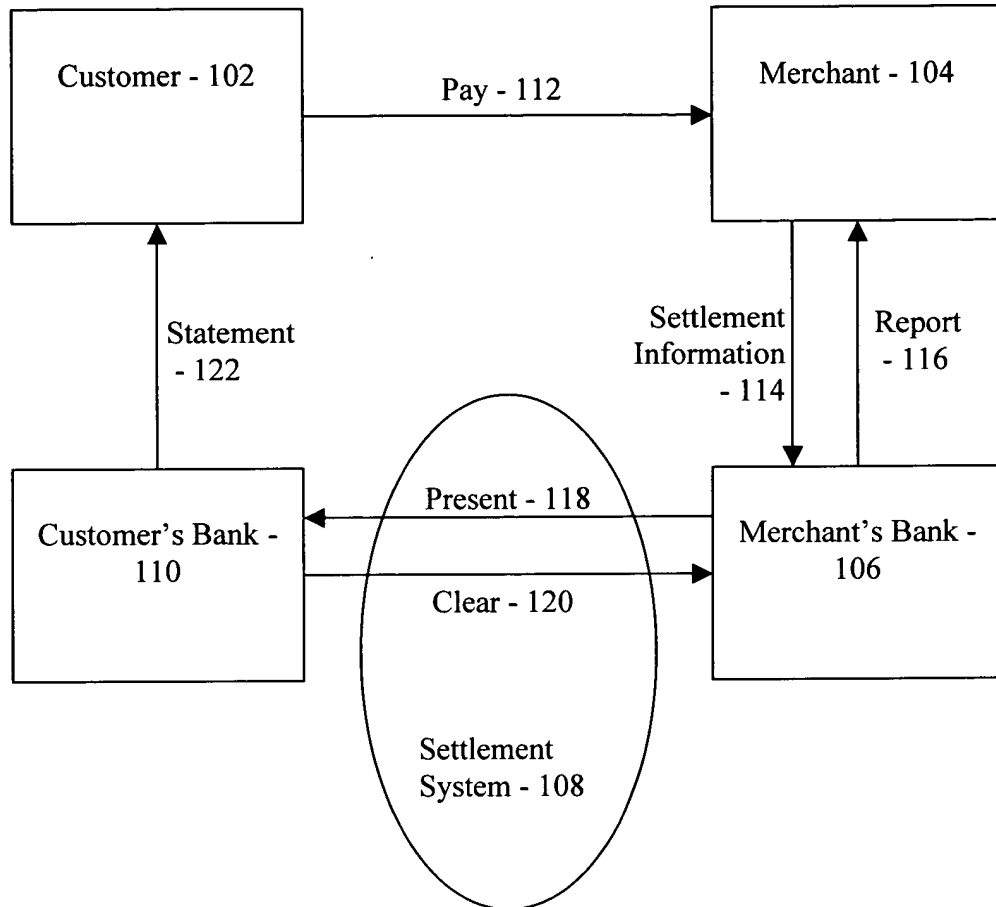 Customer - 102
Pay - 112
Merchant - 104
Statement
- 122
Settlement
Information
- 114
Report
- 116
Customer's Bank -
110
Present - 118
Clear - 120
Merchant's Bank -
106
Settlement
System - 108